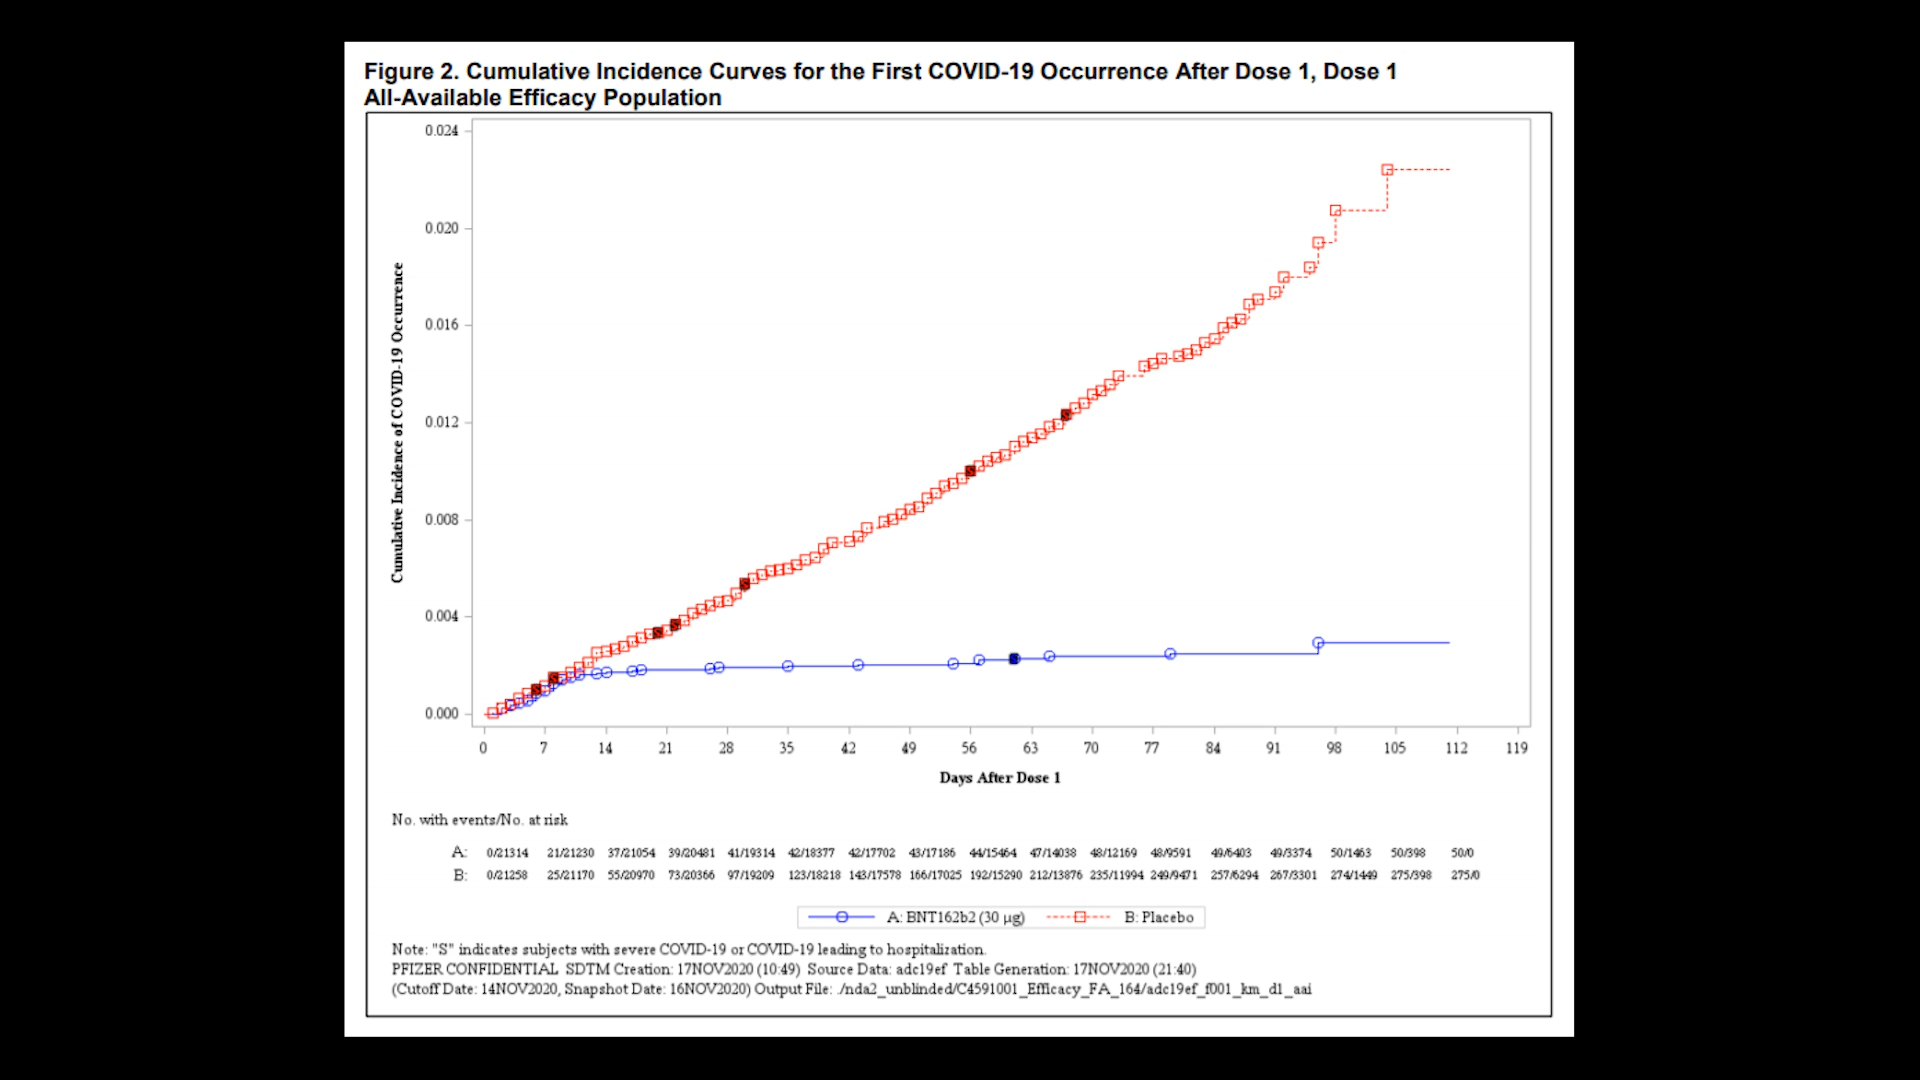 Figure 2. Cumulative Incidence Curves for the First COVID-19 Occurrence After Dose 1, Dose 1
All-Available Efficacy Population
Cumulative Incidence of COVID-19 Occurrence
0.024
0.020
0.016
0.012
0.008
0.004
0.000
0 7 14 21 28 35 42 49 56 63 70 77 84 91 98 105 112 119
Days After Dose 1
No. with events/No. at risk
A: 0/21314 21/21230 37/21054 39/20481 41/19314 42/18377 42/17702 43/17186 44/15464 47/14038 48/12169 48/9591 49/6403 49/3374 50/1463 50/398 50/0
B: 0/21258 25/21170 55/20970 73/20366 97/19209 123/18218 143/17578 166/17025 192/15290 212/13876 235/11994 249/9471 257/6294 267/3301 274/1449 275/398 275/0
A: BNT162b2 (30 μg) B: Placebo
Note: "S" indicates subjects with severe COVID-19 or COVID-19 leading to hospitalization.
PFIZER CONFIDENTIAL SDTM Creation: 17NOV2020 (10:49) Source Data: adc19ef Table Generation: 17NOV2020 (21:40)
(Cutoff Date: 14NOV2020, Snapshot Date: 16NOV2020) Output File: ./nda2_unblinded/C4591001_Efficacy_FA_164/adc19ef_f001_km_d1_aai